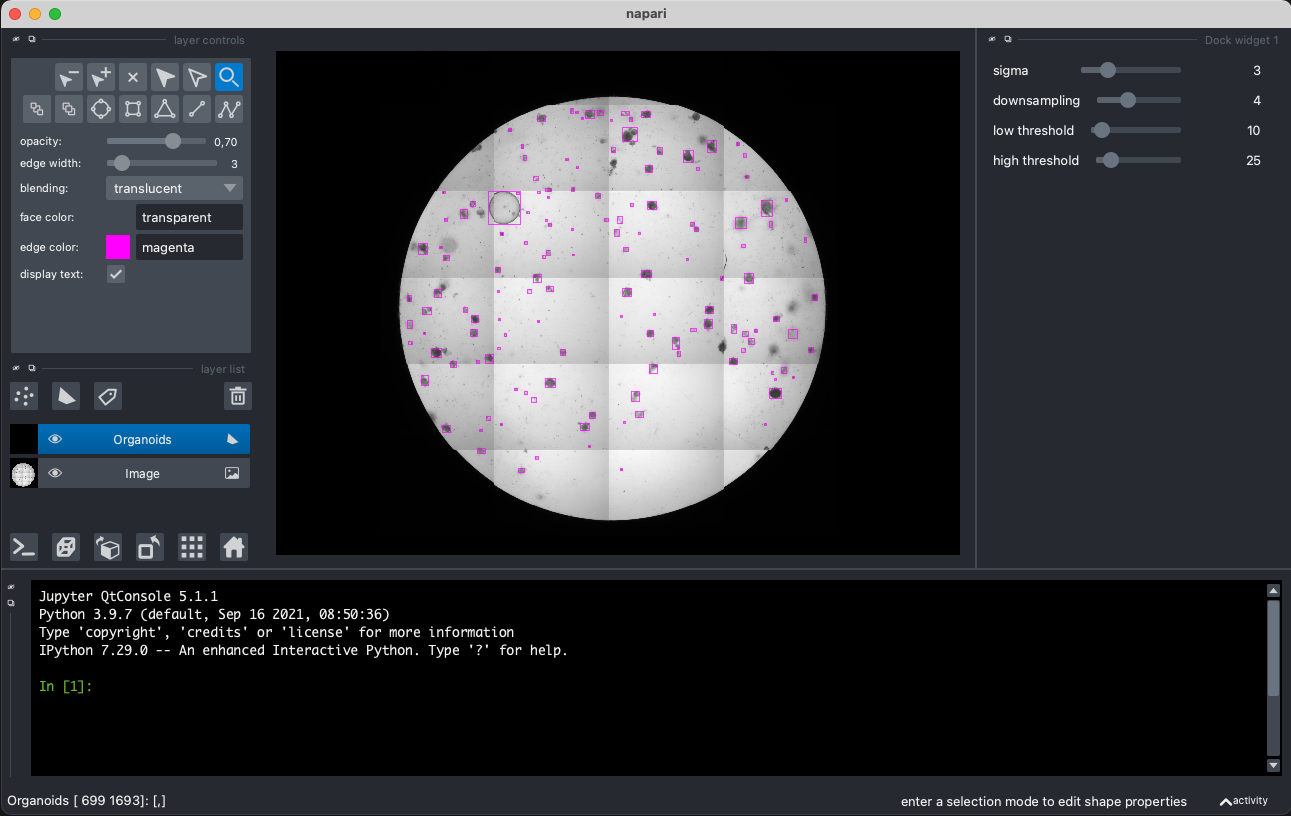 napari
layer controls
opacity:
0,70
edge width:
3
blending:
translucent
face color:
transparent
edge color:
magenta
display text:
layer list
Organoids
Image
Dock widget 1
sigma
3
downsampling
4
low threshold
10
high threshold
25
Jupyter QtConsole 5.1.1
Python 3.9.7 (default, Sep 16 2021, 08:50:36)
Type 'copyright', 'credits' or 'license' for more information
IPython 7.29.0 -- An enhanced Interactive Python. Type '?' for help.
In [1]:
Organoids [ 699 1693]: [,]
enter a selection mode to edit shape properties
activity